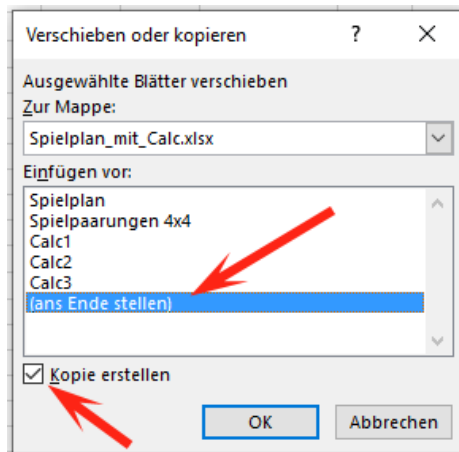 Verschieben oder kopieren ?
Ausgewählte Blätter verschieben
Zur Mappe:
Spielplan_mit_Calc.xlsx
Einfügen vor:
Spielplan
Spielpaarungen 4x4
Calc1
Calc2
Calc3
(ans Ende stellen)
Kopie erstellen
OK Abbrechen